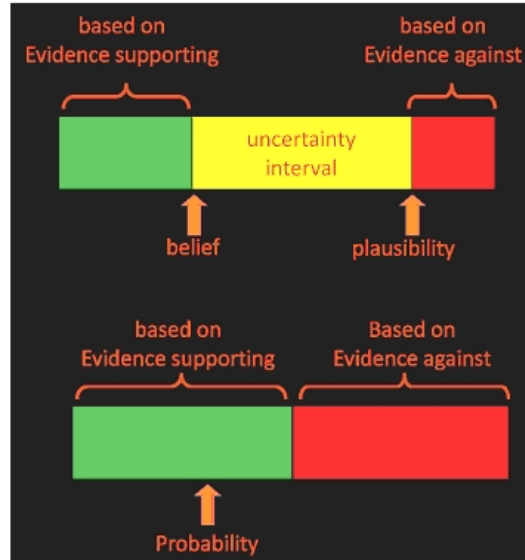 based on
Evidence supporting
based on
Evidence against
uncertainty
interval
belief
plausibility
based on
Evidence supporting
Based on
Evidence against
Probability